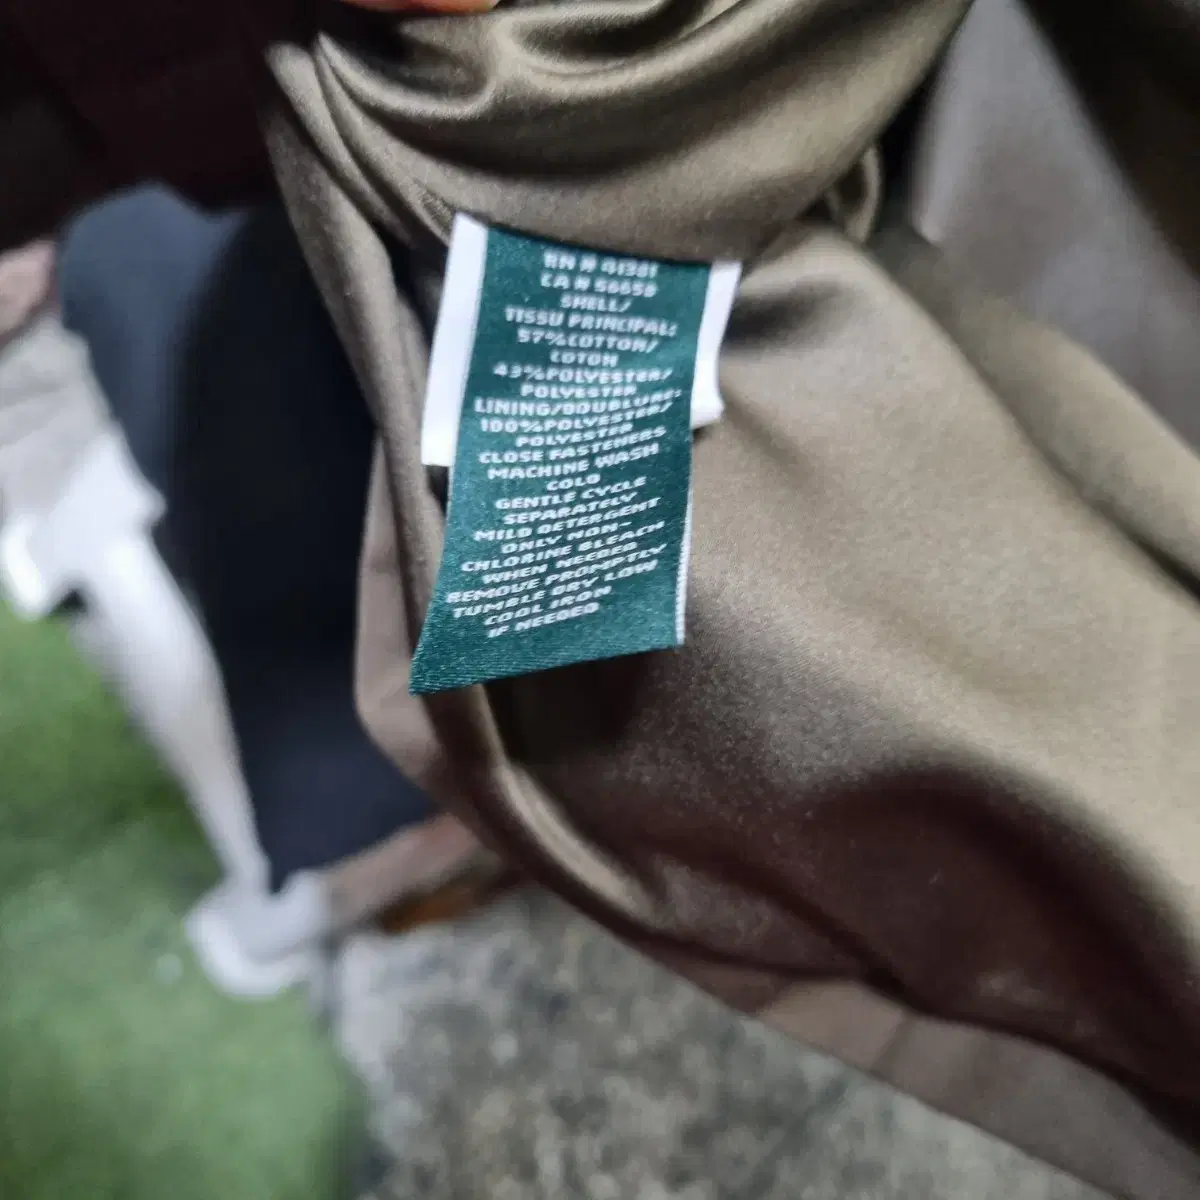 RN # 41381
CA # 56658
SHELL/
TISSU PRINCIPAL:
57%COTTON/
COTON
43%POLYESTER/
POLYESTER
LINING/DOUBLURE:
100%POLYESTER/
POLYESTER
CLOSE FASTENERS
MACHINE WASH
COLD
GENTLE CYCLE
SEPARATELY
MILD DETERGENT
ONLY NON-
CHLORINE BLEACH
WHEN NEEDED
REMOVE PROMPTLY
TUMBLE DRY LOW
COOL IRON
IF NEEDED